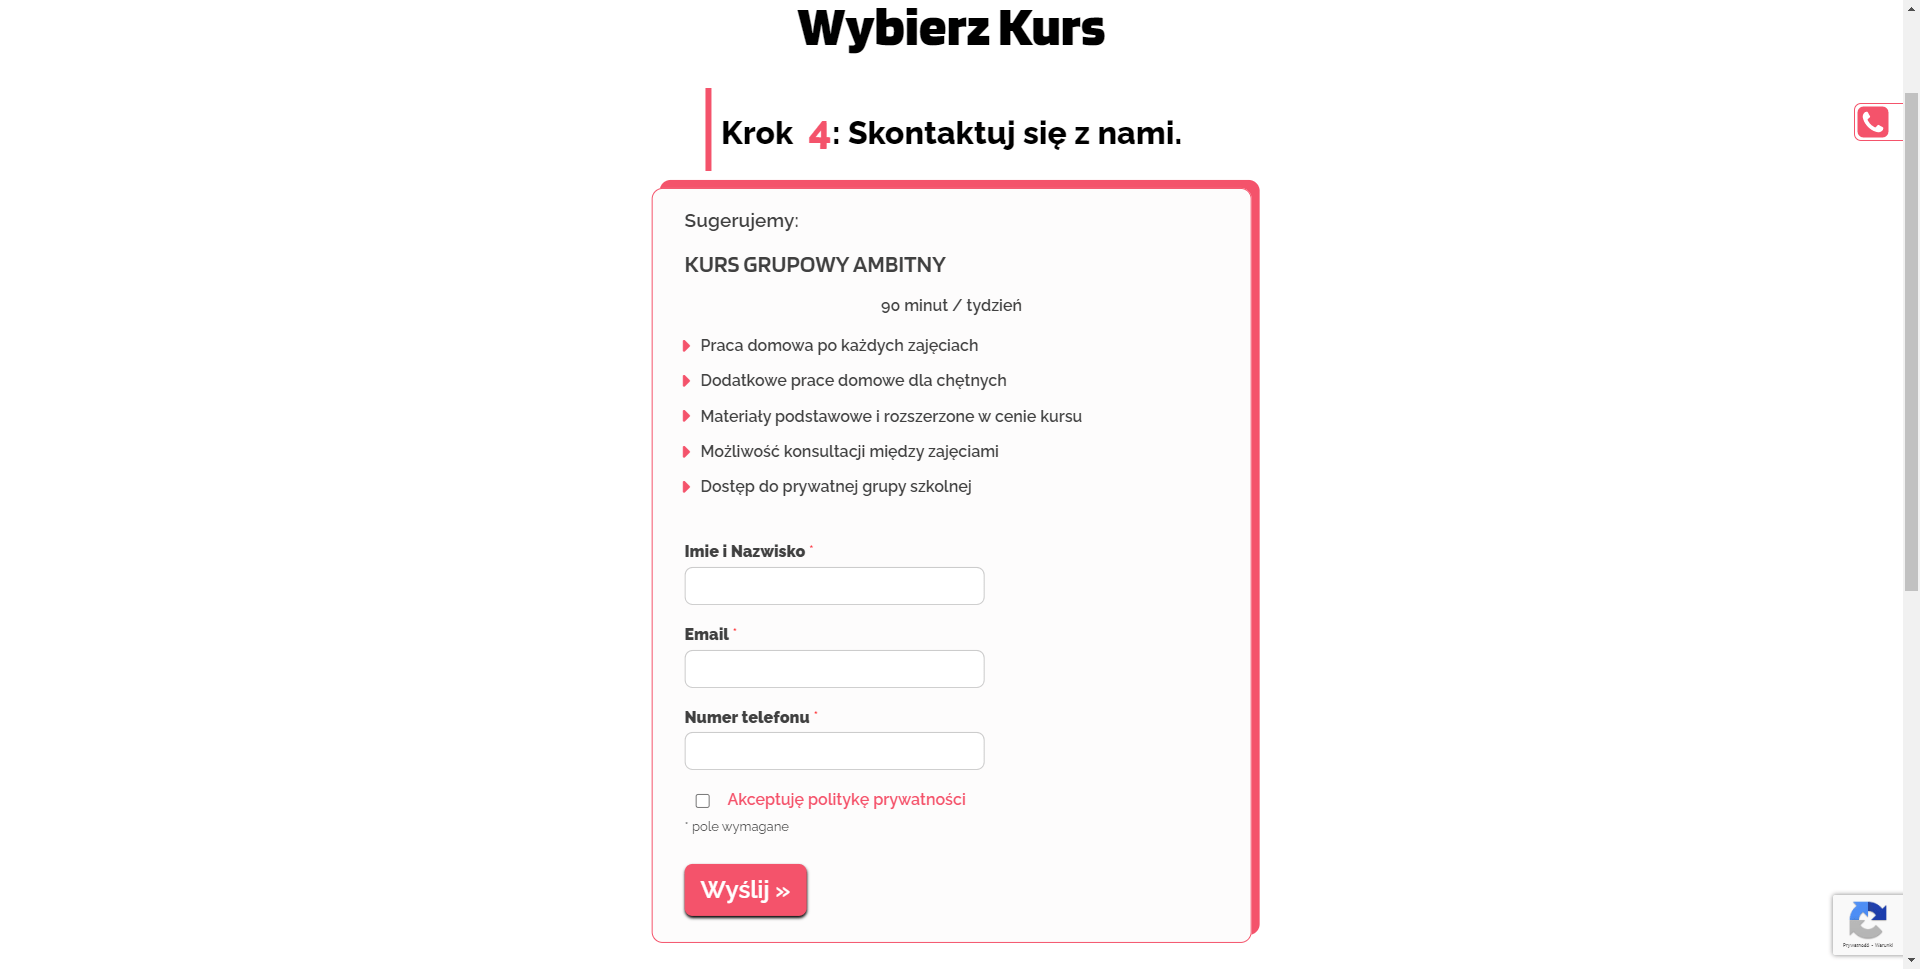 Wybierz Kurs
Krok 4: Skontaktuj się z nami.
Sugerujemy:
KURS GRUPOWY AMBITNY
90 minut / tydzień
Praca domowa po każdych zajęciach
Dodatkowe prace domowe dla chętnych
Materiały podstawowe i rozszerzone w cenie kursu
Możliwość konsultacji między zajęciami
Dostęp do prywatnej grupy szkolnej
Imie i Nazwisko *
Email *
Numer telefonu *
Akceptuję politykę prywatności
* pole wymagane
Wyślij »
Prywatność - Warunki